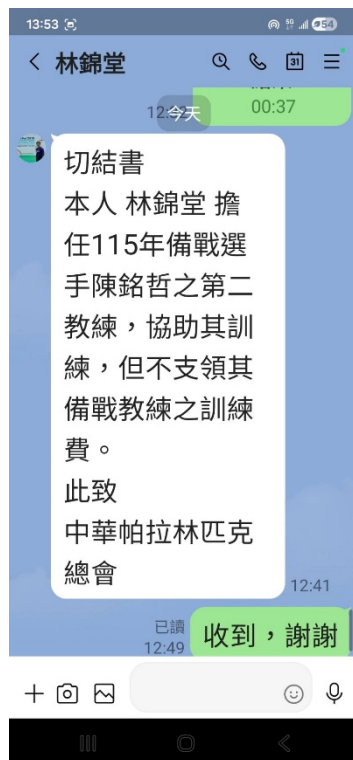 13:53
54
林錦堂
31
12:
今天
00:37
切結書
本人 林錦堂 擔
任115年備戰選
手陳銘哲之第二
教練，協助其訓
練，但不支領其
備戰教練之訓練
費。
此致
中華帕拉林匹克
總會
12:41
已讀
12:49
收到，謝謝